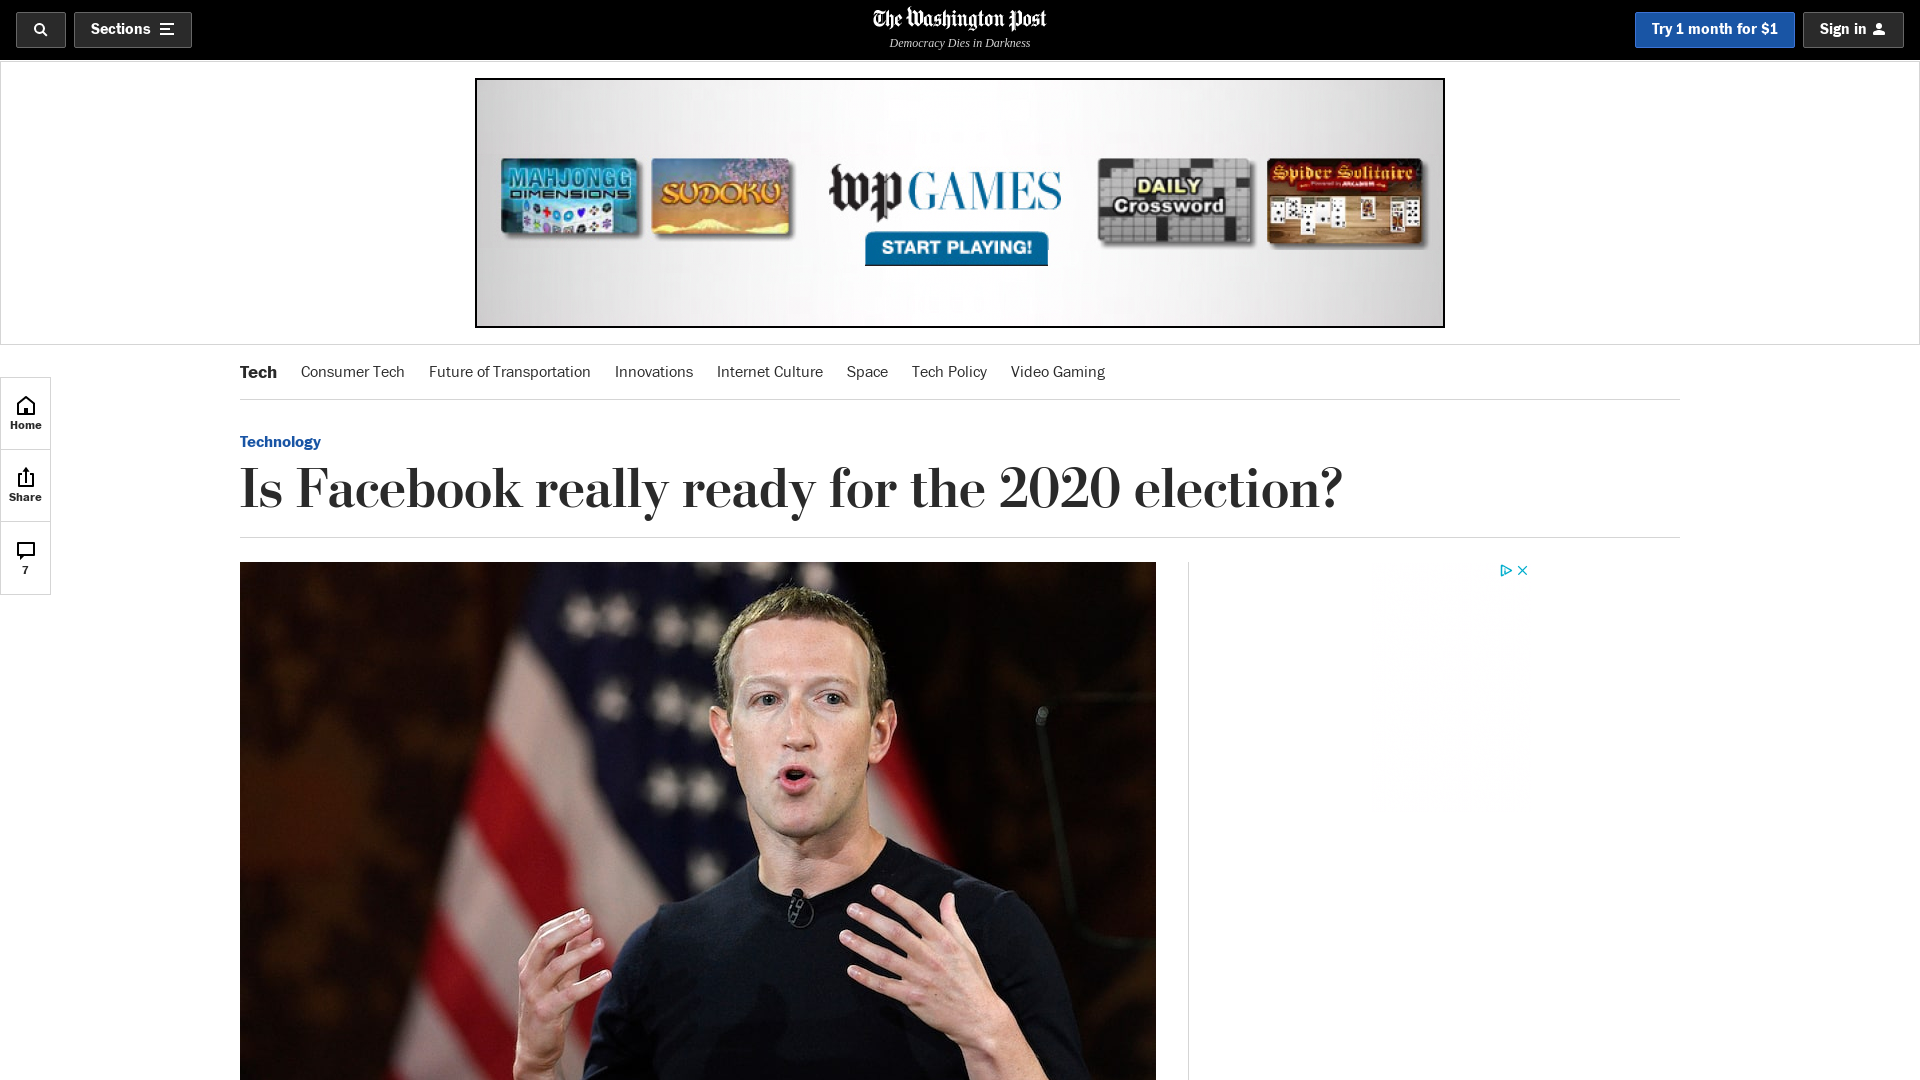 Sections
The Washington Post
Democracy Dies in Darkness
Try 1 month for $1
Sign in
MAHJONGG
DIMENSIONS
SUDOKU
wp GAMES
START PLAYING!
DAILY
Crossword
Spider Solitaire
Tech
Consumer Tech
Future of Transportation
Innovations
Internet Culture
Space
Tech Policy
Video Gaming
Home
Share
7
Technology
Is Facebook really ready for the 2020 election?